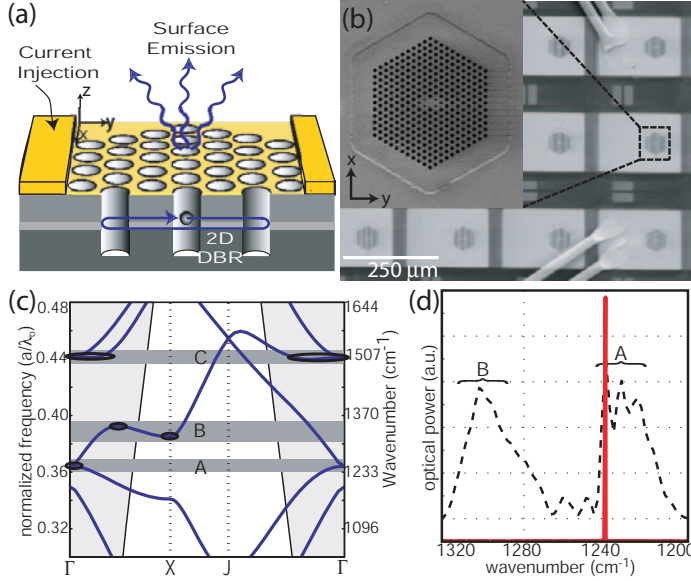 (a)
Surface
Emission
Current
Injection
z
y
x
2D
DBR
(b)
x
y
250 μm
(c)
normalized frequency (a/λ₀)
0.48
0.44
0.40
0.36
0.32
Γ
X
J
Γ
C
B
A
1644
1507
1370
1233
1096
Wavenumber (cm⁻¹)
(d)
optical power (a.u.)
B
A
1320
1280
1240
1200
wavenumber (cm⁻¹)